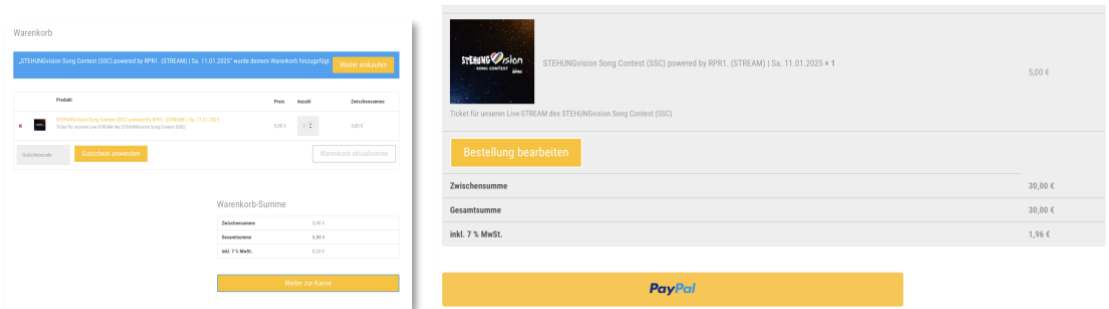 Warenkorb
„STEHUNGvision Song Contest (SSC) powered by RPR1. (STREAM) | Sa. 11.01.2025“ wurde deinem Warenkorb hinzugefügt.
Weiter einkaufen
Produkt Preis Anzahl Zwischensumme
STEHUNGvision Song Contest (SSC) powered by RPR1. (STREAM) | Sa. 11.01.2025
Ticket für unseren Live-STREAM des STEHUNGvision Song Contest (SSC)
Gutscheincode
Gutschein anwenden
Warenkorb aktualisieren
Warenkorb-Summe
Zwischensumme
Gesamtsumme
inkl. 7 % MwSt.
Weiter zur Kasse
STEHUNGvision
SONG CONTEST
STEHUNGvision Song Contest (SSC) powered by RPR1. (STREAM) | Sa. 11.01.2025 × 1
5,00 €
Ticket für unseren Live-STREAM des STEHUNGvision Song Contest (SSC)
Bestellung bearbeiten
Zwischensumme 30,00 €
Gesamtsumme 30,00 €
inkl. 7 % MwSt. 1,96 €
PayPal